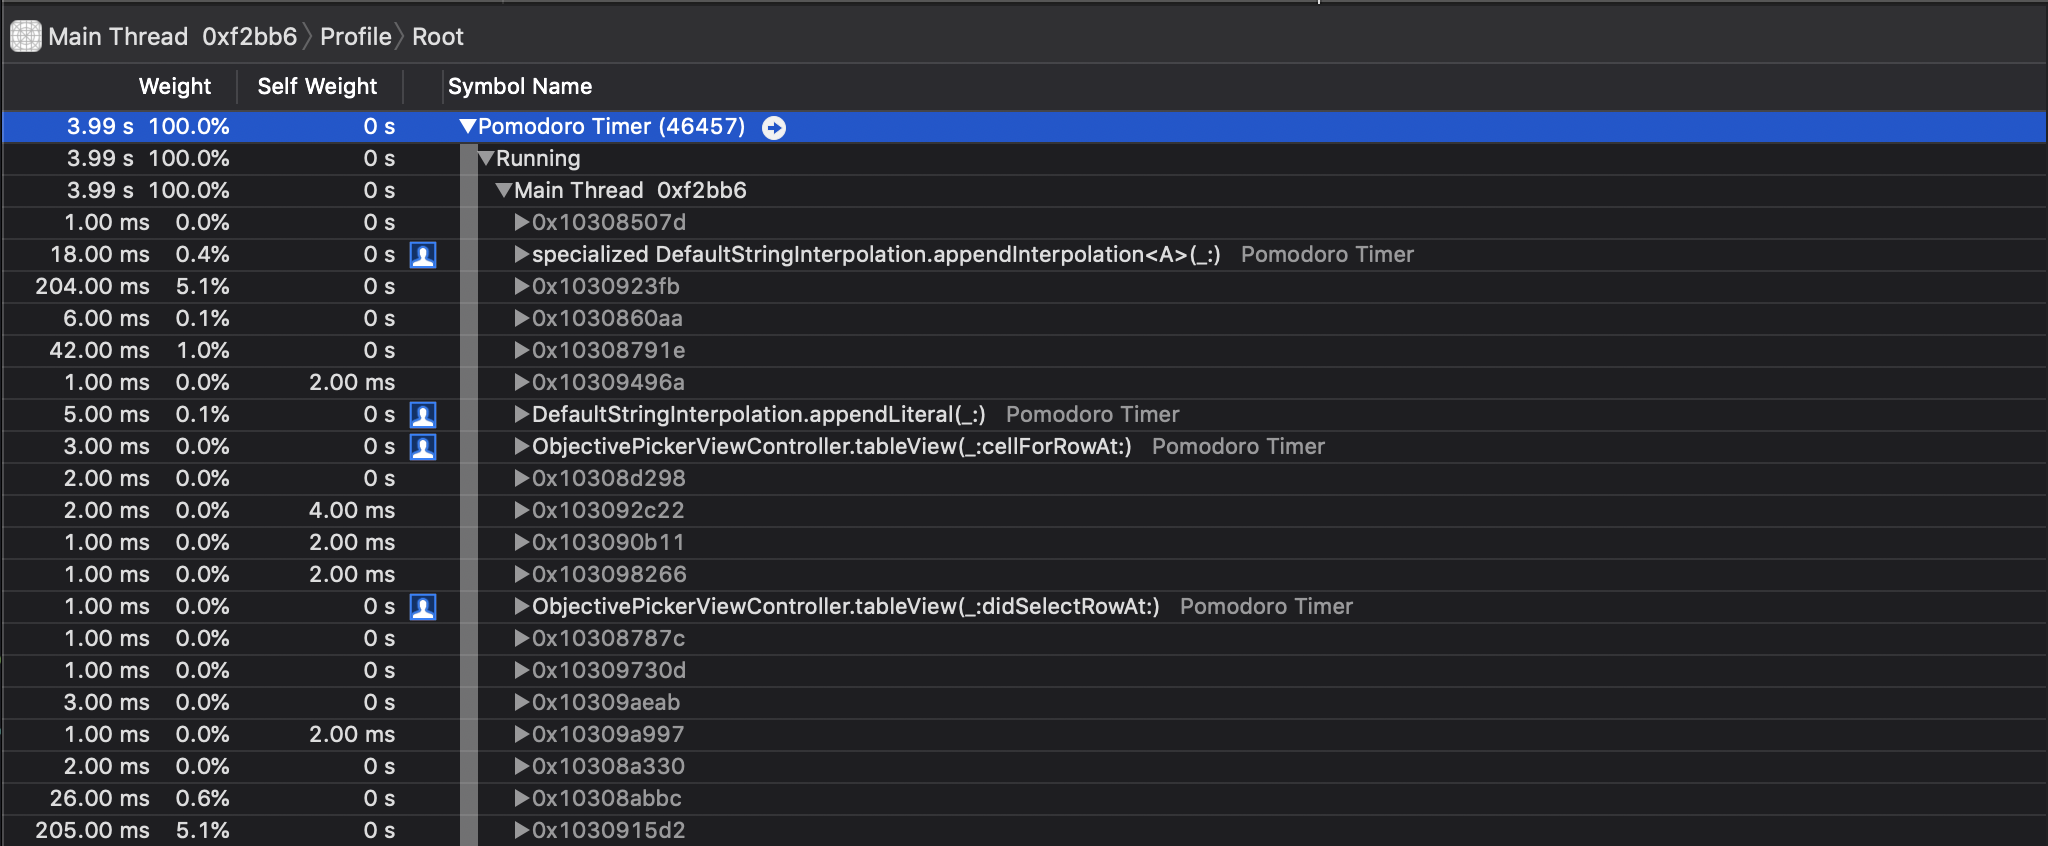 Main Thread 0xf2bb6 Profile Root
Weight Self Weight Symbol Name
3.99 s 100.0% 0 s Pomodoro Timer (46457)
3.99 s 100.0% 0 s Running
3.99 s 100.0% 0 s Main Thread 0xf2bb6
1.00 ms 0.0% 0 s 0x10308507d
18.00 ms 0.4% 0 s specialized DefaultStringInterpolation.appendInterpolation<A>(_:) Pomodoro Timer
204.00 ms 5.1% 0 s 0x1030923fb
6.00 ms 0.1% 0 s 0x1030860aa
42.00 ms 1.0% 0 s 0x10308791e
1.00 ms 0.0% 2.00 ms 0x10309496a
5.00 ms 0.1% 0 s DefaultStringInterpolation.appendLiteral(_:) Pomodoro Timer
3.00 ms 0.0% 0 s ObjectivePickerViewController.tableView(_:cellForRowAt:) Pomodoro Timer
2.00 ms 0.0% 0 s 0x10308d298
2.00 ms 0.0% 4.00 ms 0x103092c22
1.00 ms 0.0% 2.00 ms 0x103090b11
1.00 ms 0.0% 2.00 ms 0x103098266
1.00 ms 0.0% 0 s ObjectivePickerViewController.tableView(_:didSelectRowAt:) Pomodoro Timer
1.00 ms 0.0% 0 s 0x10308787c
1.00 ms 0.0% 0 s 0x10309730d
3.00 ms 0.0% 0 s 0x10309aeab
1.00 ms 0.0% 2.00 ms 0x10309a997
2.00 ms 0.0% 0 s 0x10308a330
26.00 ms 0.6% 0 s 0x10308abbc
205.00 ms 5.1% 0 s 0x1030915d2